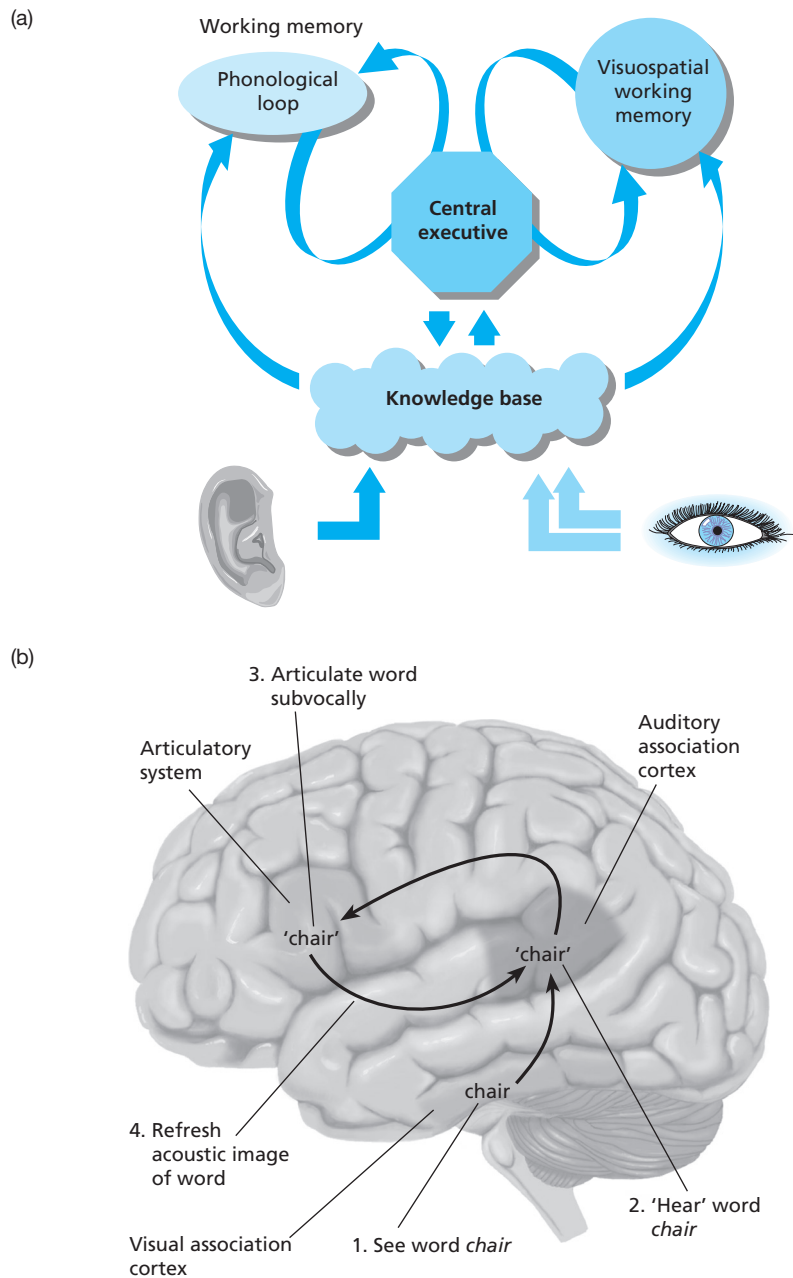 (a)
Working memory
Phonological
loop
Visuospatial
working
memory
Central
executive
Knowledge base
(b)
3. Articulate word
subvocally
Articulatory
system
Auditory
association
cortex
'chair'
'chair'
chair
4. Refresh
acoustic image
of word
2. 'Hear' word
chair
Visual association
cortex
1. See word chair